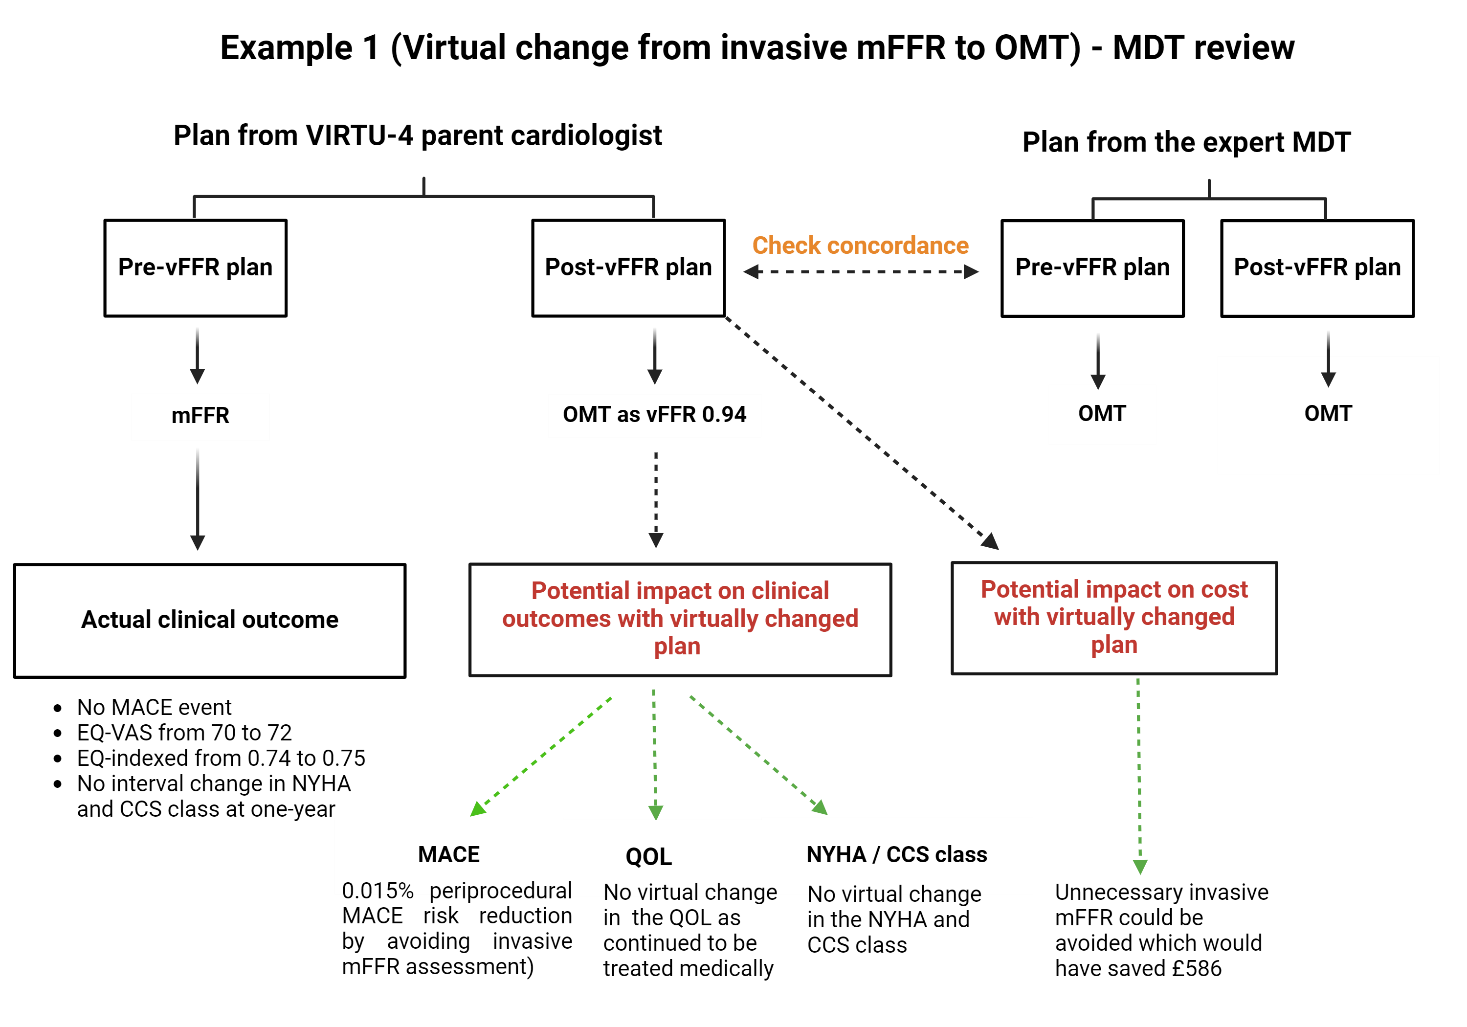 Example 1 (Virtual change from invasive mFFR to OMT) - MDT review
Plan from VIRTU-4 parent cardiologist
Plan from the expert MDT
Pre-vFFR plan
Post-vFFR plan
Check concordance
Pre-vFFR plan
Post-vFFR plan
mFFR
OMT as vFFR 0.94
OMT
OMT
Actual clinical outcome
Potential impact on clinical
outcomes with virtually changed
plan
Potential impact on cost
with virtually changed
plan
• No MACE event
• EQ-VAS from 70 to 72
• EQ-indexed from 0.74 to 0.75
• No interval change in NYHA
and CCS class at one-year
MACE
0.015% periprocedural
MACE risk reduction
by avoiding invasive
mFFR assessment)
QOL
No virtual change
in the QOL as
continued to be
treated medically
NYHA / CCS class
No virtual change
in the NYHA and
CCS class
Unnecessary invasive
mFFR could be
avoided which would
have saved £586